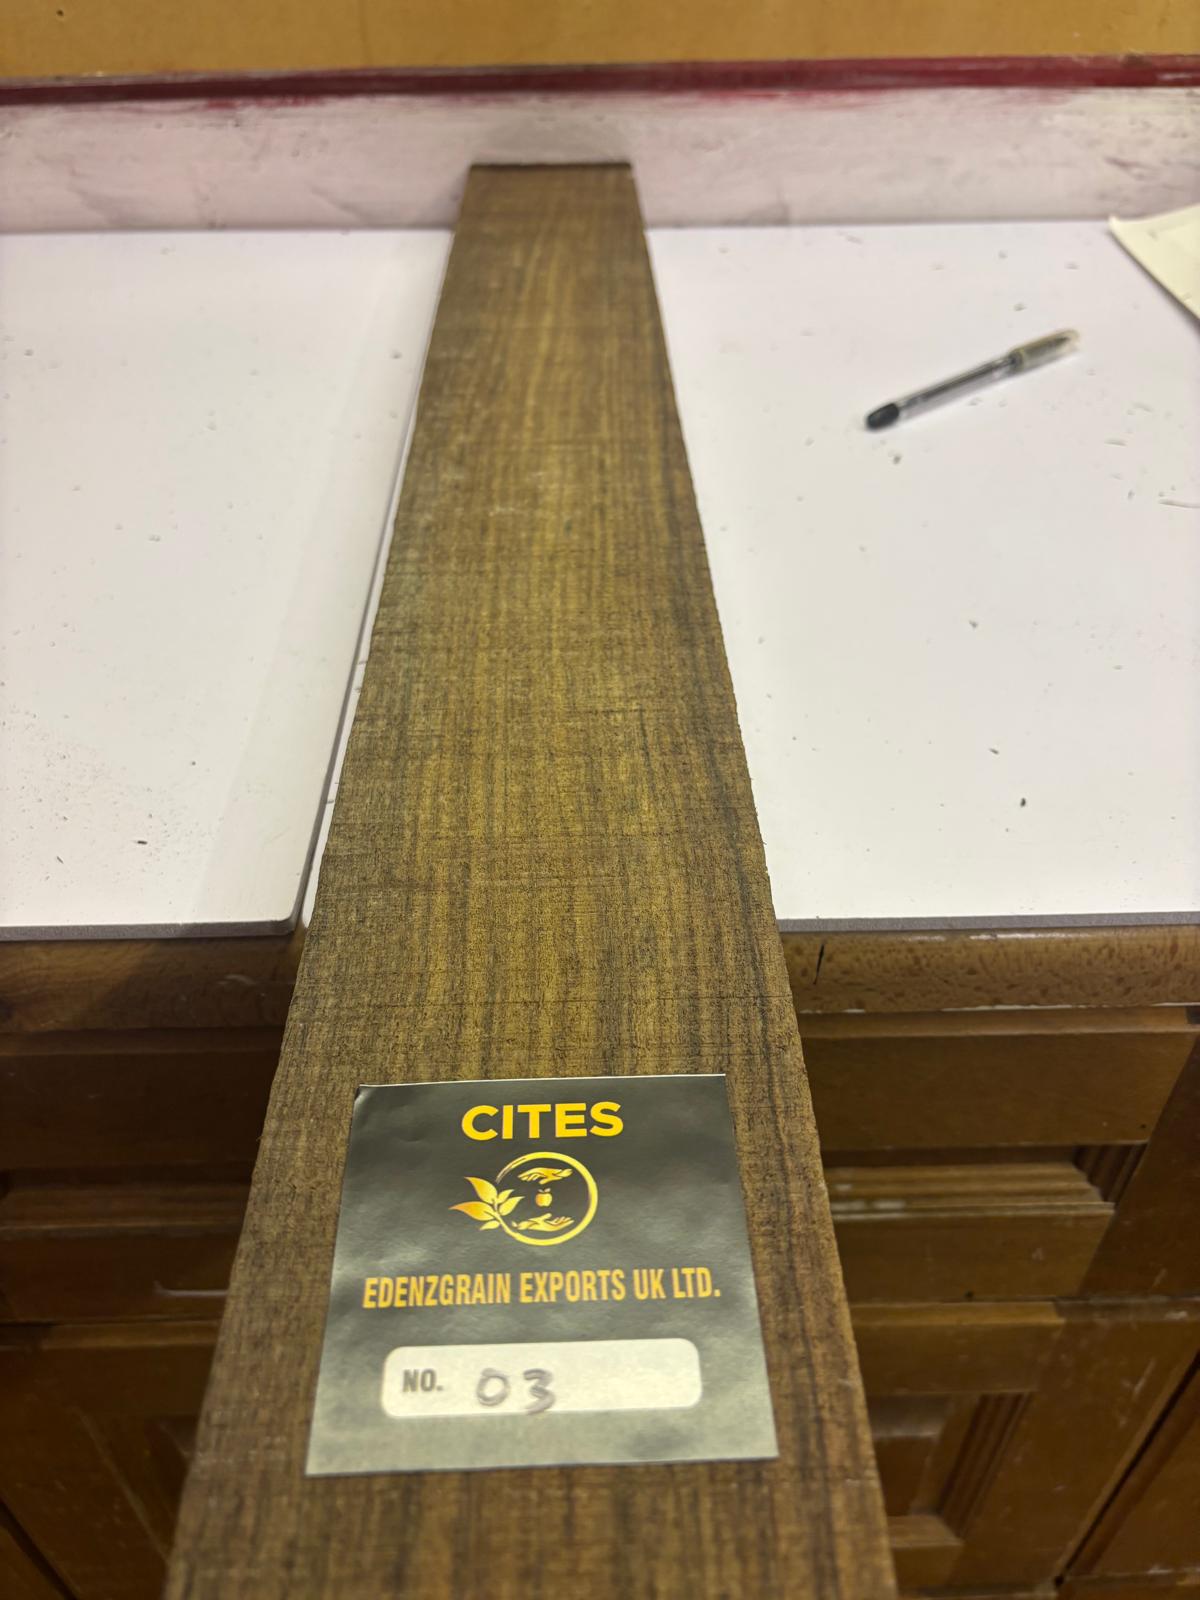 CITES
EDENZGRAIN EXPORTS UK LTD.
NO. 03